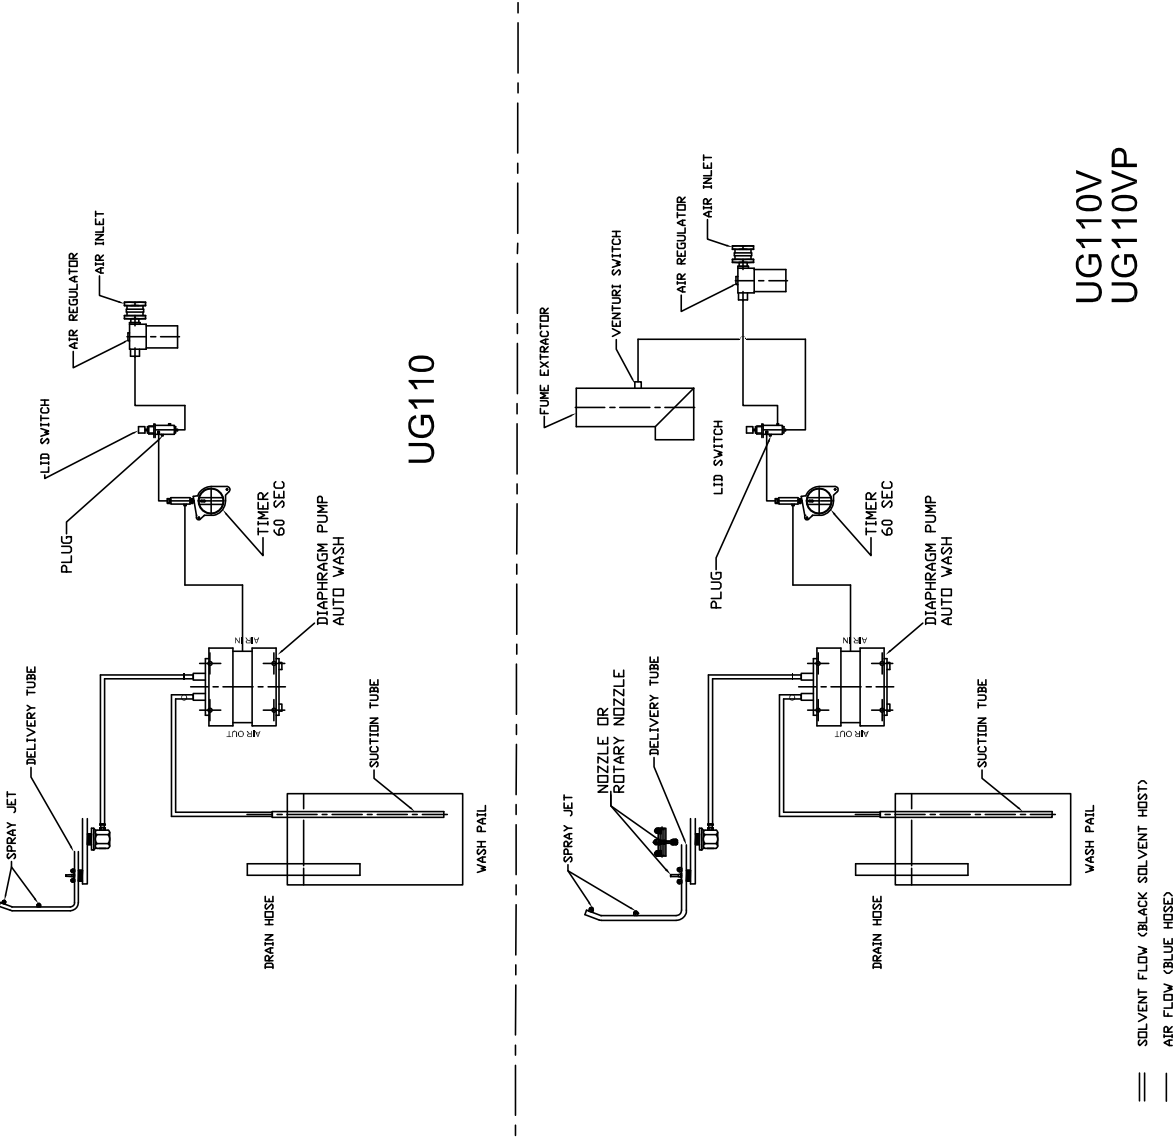 SPRAY JET
DELIVERY TUBE
PLUG
LID SWITCH
AIR REGULATOR
AIR INLET
TIMER
60 SEC
DIAPHRAGM PUMP
AUTO WASH
AIR IN
AIR OUT
SUCTION TUBE
DRAIN HOSE
WASH PAIL
UG110
SPRAY JET
NOZZLE OR
ROTARY NOZZLE
DELIVERY TUBE
FUME EXTRACTOR
VENTURI SWITCH
AIR REGULATOR
AIR INLET
LID SWITCH
PLUG
TIMER
60 SEC
DIAPHRAGM PUMP
AUTO WASH
AIR IN
AIR OUT
SUCTION TUBE
DRAIN HOSE
WASH PAIL
UG110V
UG110VP
SOLVENT FLOW (BLACK SOLVENT HOST)
AIR FLOW (BLUE HOSE)